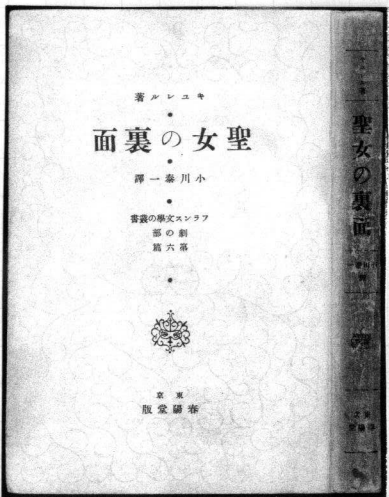 キユレル著
聖女の裏面
小川泰一譯
フランス文學の叢書
劇の部
第六篇
東京
春陽堂版
聖女の裏面